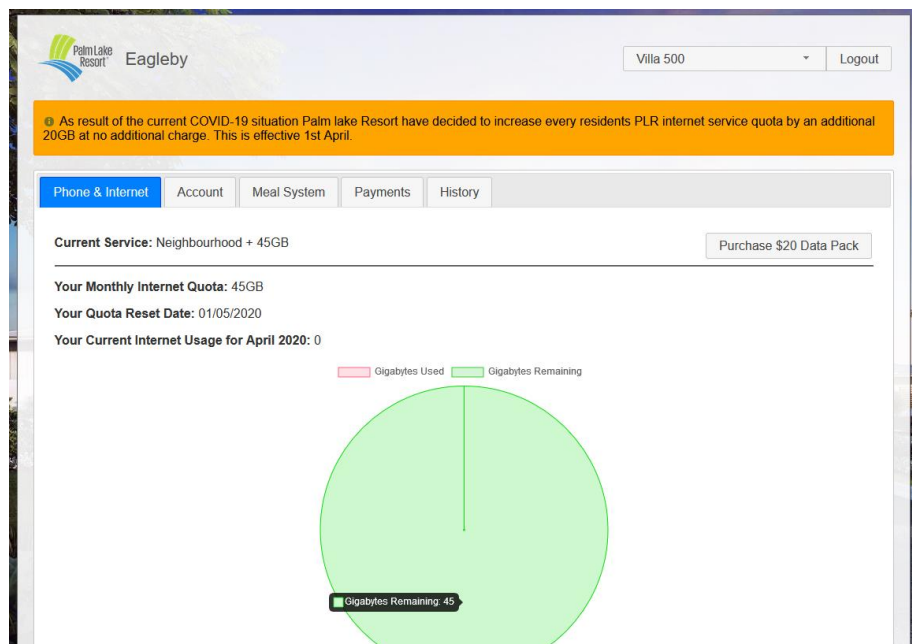 Palm Lake
Resort
Eagleby
Villa 500
Logout
As result of the current COVID-19 situation Palm lake Resort have decided to increase every residents PLR internet service quota by an additional
20GB at no additional charge. This is effective 1st April.
Phone & Internet
Account
Meal System
Payments
History
Current Service: Neighbourhood + 45GB
Purchase $20 Data Pack
Your Monthly Internet Quota: 45GB
Your Quota Reset Date: 01/05/2020
Your Current Internet Usage for April 2020: 0
Gigabytes Used
Gigabytes Remaining
Gigabytes Remaining: 45